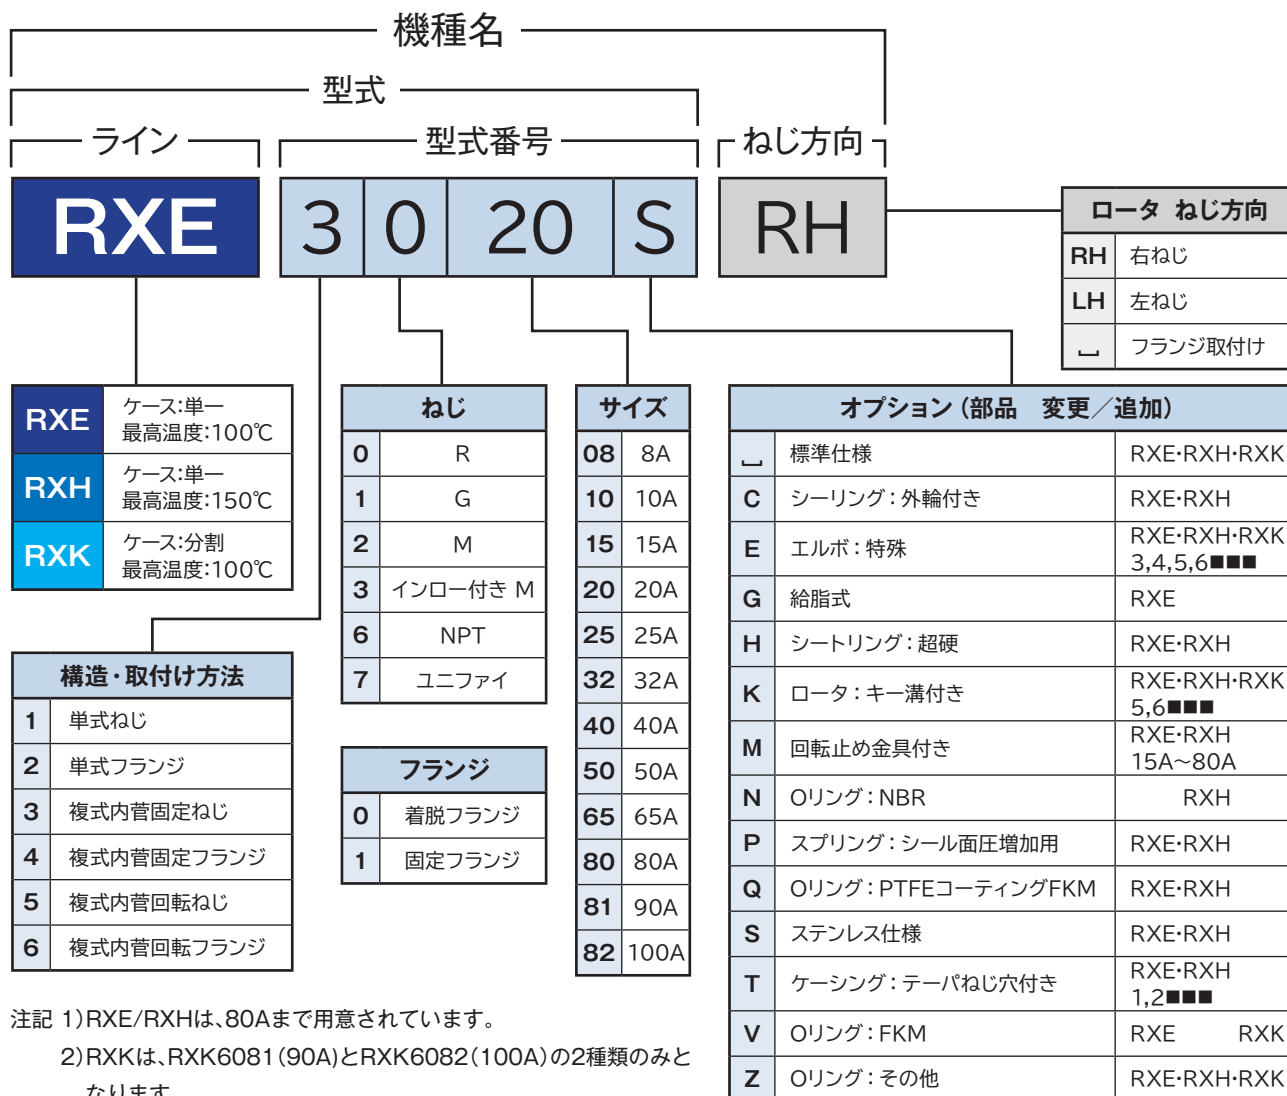 機種名
型式
ライン
型式番号
ねじ方向
RXE 3 0 20 S RH
ロータ ねじ方向
RH 右ねじ
LH 左ねじ
⎵ フランジ取付け
RXE ケース:単一
最高温度:100℃
RXH ケース:単一
最高温度:150℃
RXK ケース:分割
最高温度:100℃
構造・取付け方法
1 単式ねじ
2 単式フランジ
3 複式内菅固定ねじ
4 複式内菅固定フランジ
5 複式内菅回転ねじ
6 複式内菅回転フランジ
ねじ
0 R
1 G
2 M
3 インロー付き M
6 NPT
7 ユニファイ
フランジ
0 着脱フランジ
1 固定フランジ
サイズ
08 8A
10 10A
15 15A
20 20A
25 25A
32 32A
40 40A
50 50A
65 65A
80 80A
81 90A
82 100A
オプション(部品 変更/追加)
⎵ 標準仕様 RXE・RXH・RXK
C シーリング:外輪付き RXE・RXH
E エルボ:特殊 RXE・RXH・RXK
3,4,5,6■■■
G 給脂式 RXE
H シートリング:超硬 RXE・RXH
K ロータ:キー溝付き RXE・RXH・RXK
5,6■■■
M 回転止め金具付き RXE・RXH
15A~80A
N Oリング:NBR RXH
P スプリング:シール面圧増加用 RXE・RXH
Q Oリング:PTFEコーティングFKM RXE・RXH
S ステンレス仕様 RXE・RXH
T ケーシング:テーパねじ穴付き RXE・RXH
1,2■■■
V Oリング:FKM RXE RXK
Z Oリング:その他 RXE・RXH・RXK
注記 1)RXE/RXHは、80Aまで用意されています。
2)RXKは、RXK6081(90A)とRXK6082(100A)の2種類のみと
なります